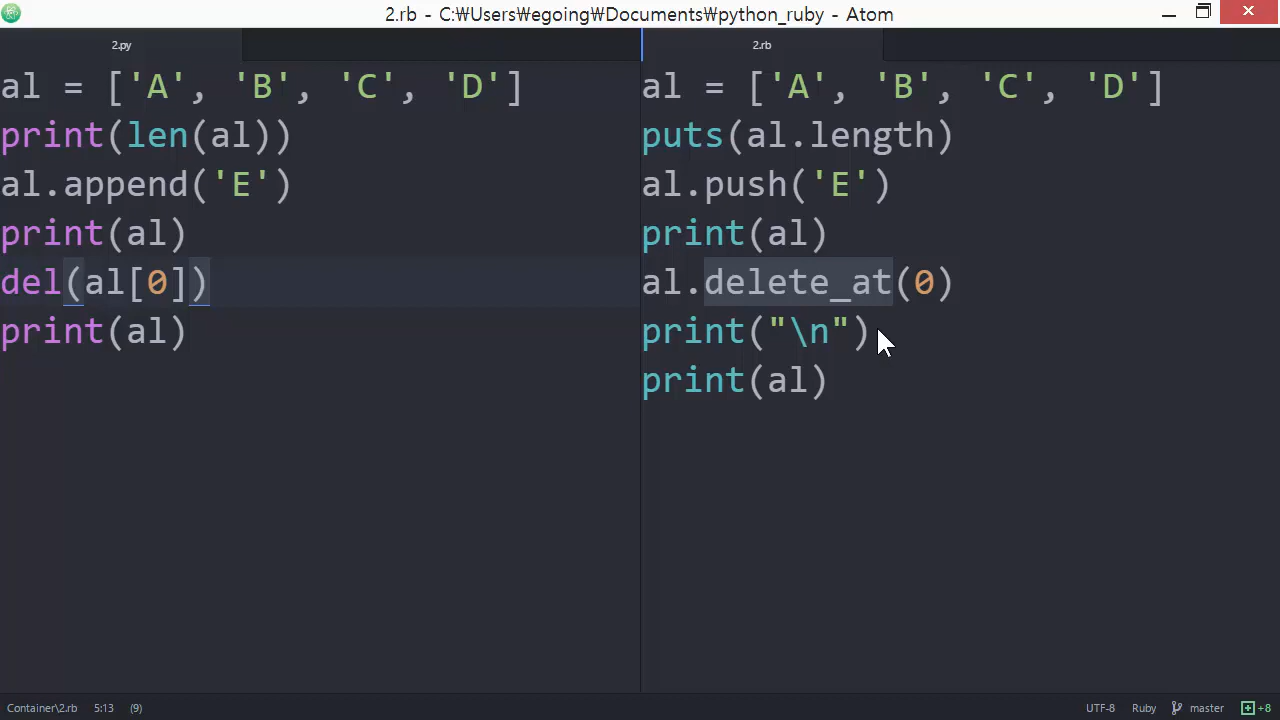 2.rb - C:₩Users₩egoing₩Documents₩python_ruby - Atom
2.py
al = ['A', 'B', 'C', 'D']
print(len(al))
al.append('E')
print(al)
del(al[0])
print(al)
2.rb
al = ['A', 'B', 'C', 'D']
puts(al.length)
al.push('E')
print(al)
al.delete_at(0)
print("\n")
print(al)
Container\2.rb 5:13 (9) UTF-8 Ruby master +8